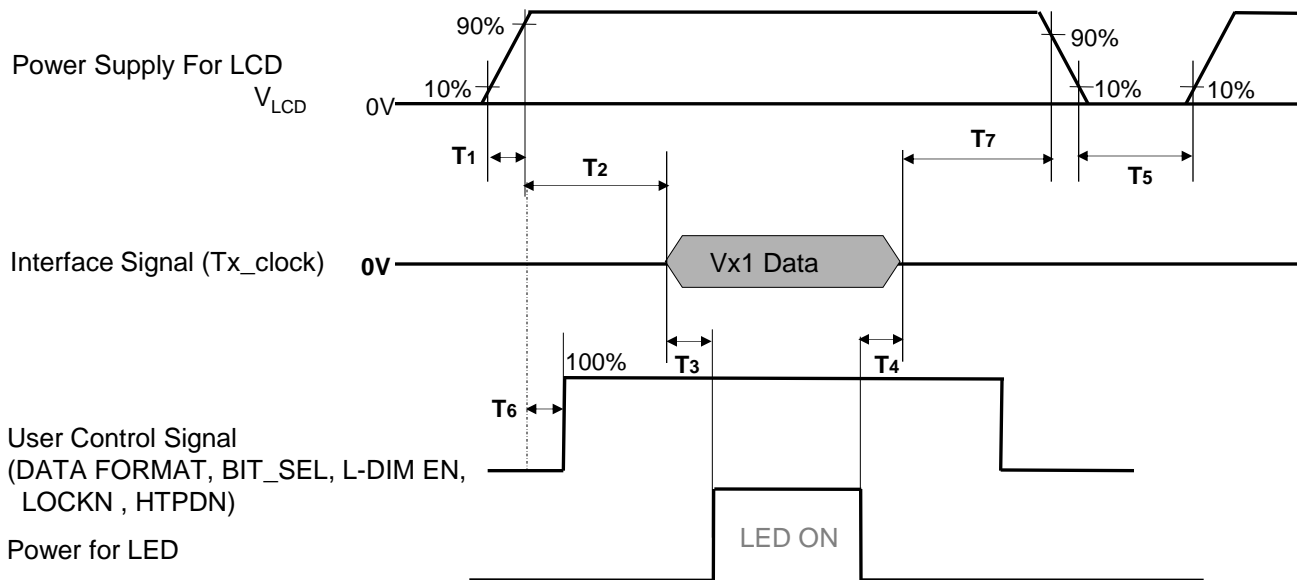 90%
90%
Power Supply For LCD
VLCD
10%
10%
10%
0V
T1
T2
T7
T5
Interface Signal (Tx_clock)
0V
Vx1 Data
T3
T4
100%
T6
User Control Signal
(DATA FORMAT, BIT_SEL, L-DIM EN,
LOCKN , HTPDN)
LED ON
Power for LED